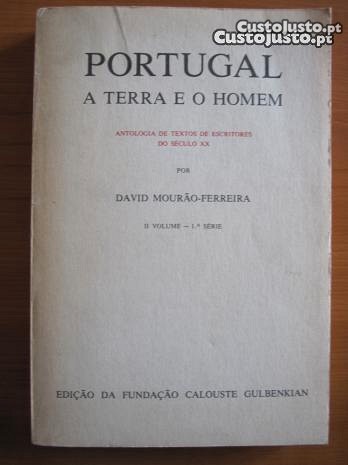 CustoJusto.pt
CustoJusto.pt
PORTUGAL
A TERRA E O HOMEM
ANTOLOGIA DE TEXTOS DE ESCRITORES
DO SÉCULO XX
POR
DAVID MOURÃO-FERREIRA
II VOLUME — 1.ª SÉRIE
EDIÇÃO DA FUNDAÇÃO CALOUSTE GULBENKIAN